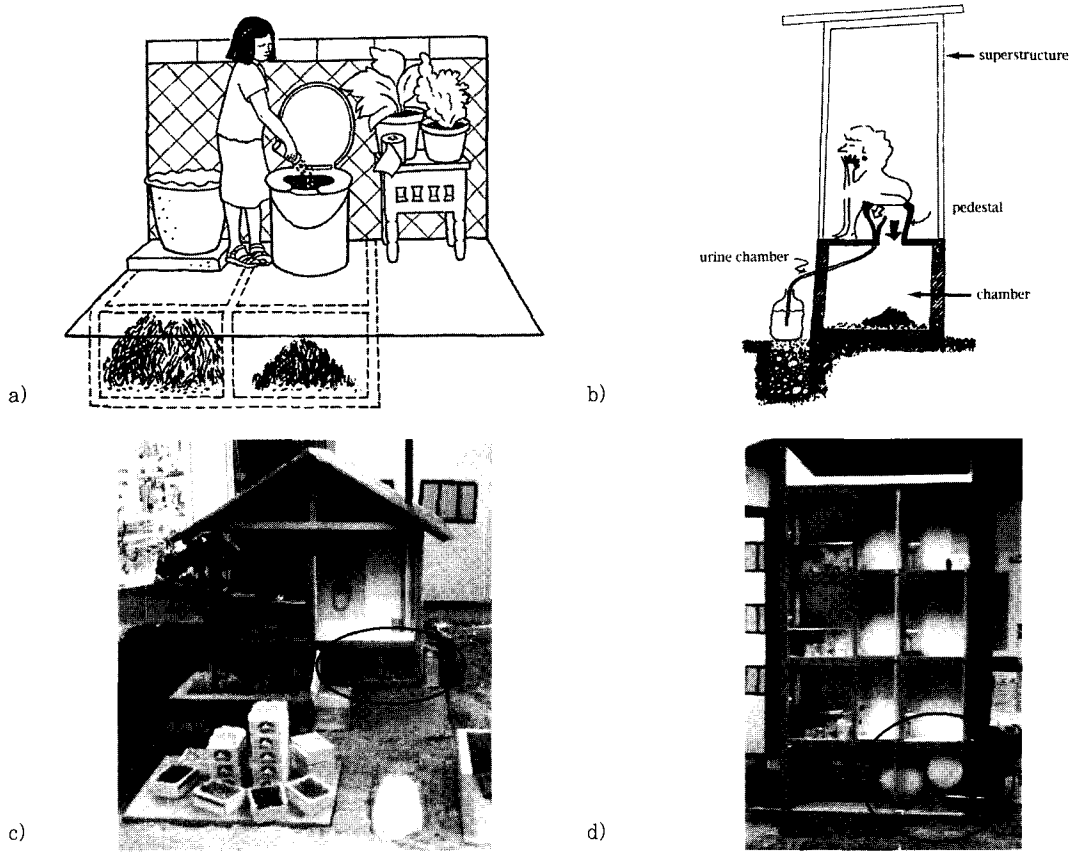 superstructure
pedestal
urine chamber
chamber
a)
b)
c)
d)